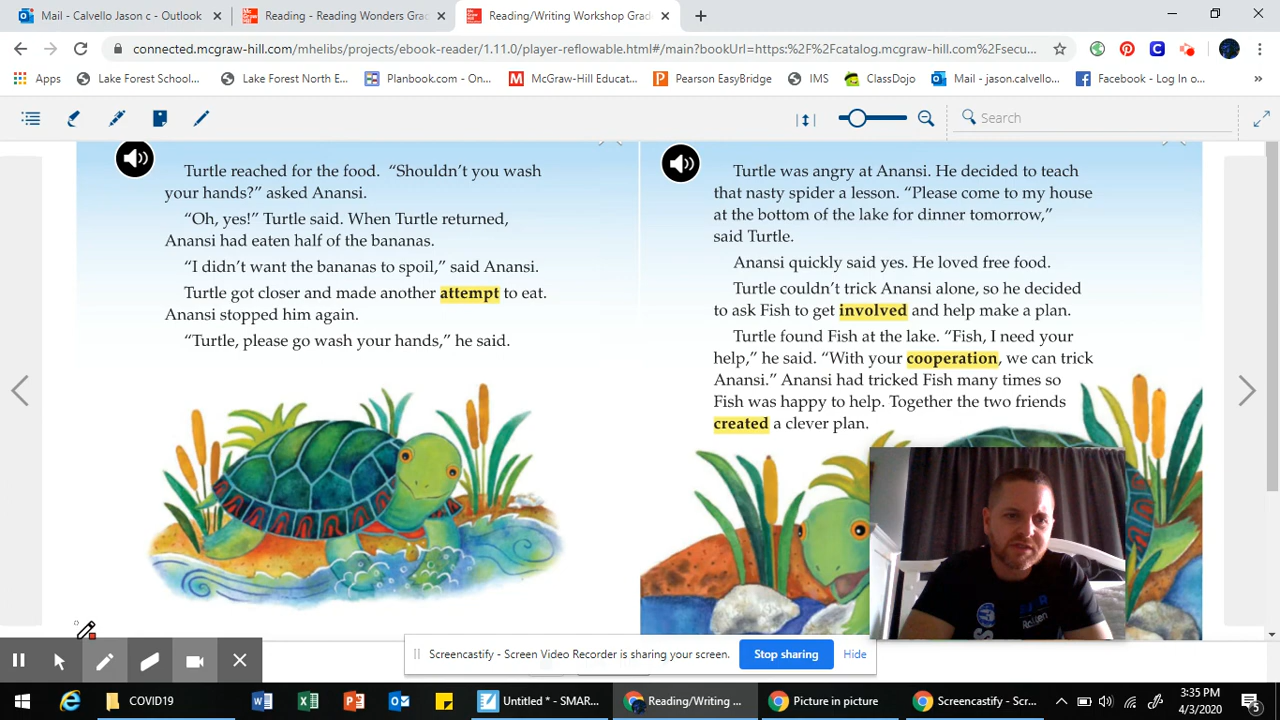 Mail - Calvello Jason c - Outlook
Reading - Reading Wonders G
Reading/Writing Workshop Grad
connected.mcgraw-hill.com/mhelibs/projects/ebook-reader/1.11.0/player-reflowable.html#/main?bookUrl=https:%2F%2Fcatalog.mcgraw-hill.com%2Fsecu...
Apps
Lake Forest School...
Lake Forest North E...
Planbook.com - On...
McGraw-Hill Educat...
Pearson EasyBridge
IMS
ClassDojo
Mail - jason.calvello...
Facebook - Log In o...
Search
Turtle reached for the food. “Shouldn’t you wash
your hands?” asked Anansi.
“Oh, yes!” Turtle said. When Turtle returned,
Anansi had eaten half of the bananas.
“I didn’t want the bananas to spoil,” said Anansi.
Turtle got closer and made another attempt to eat.
Anansi stopped him again.
“Turtle, please go wash your hands,” he said.
Turtle was angry at Anansi. He decided to teach
that nasty spider a lesson. “Please come to my house
at the bottom of the lake for dinner tomorrow,”
said Turtle.
Anansi quickly said yes. He loved free food.
Turtle couldn’t trick Anansi alone, so he decided
to ask Fish to get involved and help make a plan.
Turtle found Fish at the lake. “Fish, I need your
help,” he said. “With your cooperation, we can trick
Anansi.” Anansi had tricked Fish many times so
Fish was happy to help. Together the two friends
created a clever plan.
Screencastify - Screen Video Recorder is sharing your screen.
Stop sharing
Hide
COVID19
Untitled * - SMAR...
Reading/Writing ...
Picture in picture
Screencastify - Scr...
3:35 PM
4/3/2020